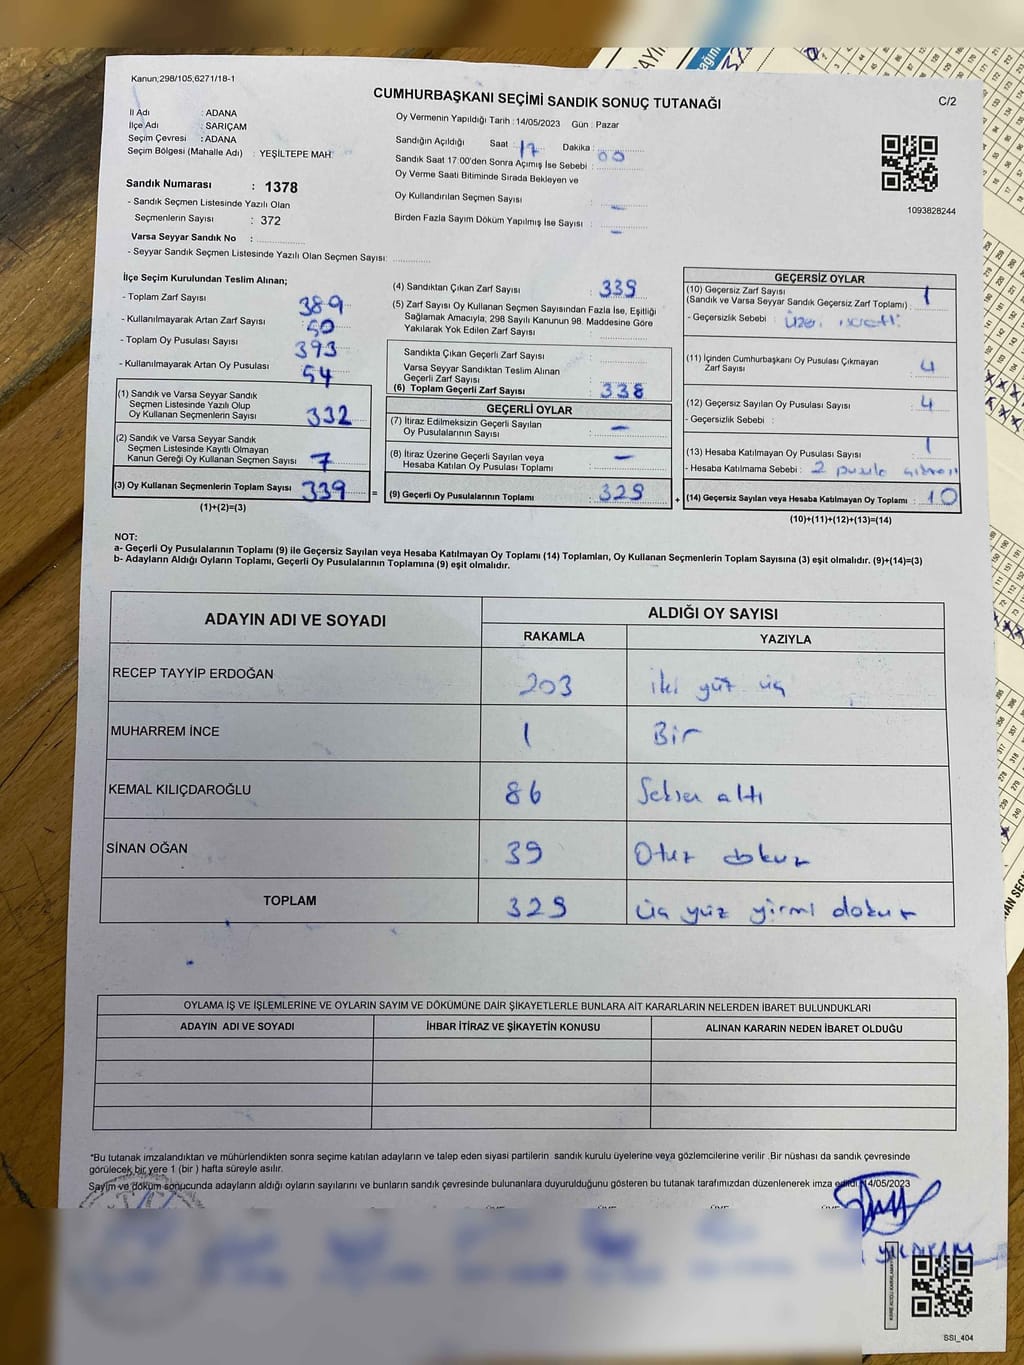 Kanun;298/105,6271/18-1
CUMHURBAŞKANI SEÇİMİ SANDIK SONUÇ TUTANAĞI
C/2
İl Adı : ADANA
İlçe Adı : SARIÇAM
Seçim Çevresi : ADANA
Seçim Bölgesi (Mahalle Adı) : YEŞİLTEPE MAH.
Sandık Numarası : 1378
- Sandık Seçmen Listesinde Yazılı Olan
Seçmenlerin Sayısı : 372
Varsa Seyyar Sandık No :
- Seyyar Sandık Seçmen Listesinde Yazılı Olan Seçmen Sayısı:
Oy Vermenin Yapıldığı Tarih : 14/05/2023 Gün : Pazar
Sandığın Açıldığı Saat : 17 Dakika : 00
Sandık Saat 17:00'den Sonra Açımış İse Sebebi :
Oy Verme Saati Bitiminde Sırada Bekleyen ve
Oy Kullandırılan Seçmen Sayısı : -
Birden Fazla Sayım Döküm Yapılmış İse Sayısı : -
1093828244
İlçe Seçim Kurulundan Teslim Alınan;
- Toplam Zarf Sayısı 389
- Kullanılmayarak Artan Zarf Sayısı : 50
- Toplam Oy Pusulası Sayısı 393
- Kullanılmayarak Artan Oy Pusulası 54
(1) Sandık ve Varsa Seyyar Sandık
Seçmen Listesinde Yazılı Olup
Oy Kullanan Seçmenlerin Sayısı 332
(2) Sandık ve Varsa Seyyar Sandık
Seçmen Listesinde Kayıtlı Olmayan
Kanun Gereği Oy Kullanan Seçmen Sayısı 7
(3) Oy Kullanan Seçmenlerin Toplam Sayısı 339 =
(1)+(2)=(3)
(4) Sandıktan Çıkan Zarf Sayısı : 339
(5) Zarf Sayısı Oy Kullanan Seçmen Sayısından Fazla İse, Eşitliği
Sağlamak Amacıyla, 298 Sayılı Kanunun 98. Maddesine Göre
Yakılarak Yok Edilen Zarf Sayısı :
Sandıkta Çıkan Geçerli Zarf Sayısı :
Varsa Seyyar Sandıktan Teslim Alınan
Geçerli Zarf Sayısı :
(6) Toplam Geçerli Zarf Sayısı : 338
GEÇERLİ OYLAR
(7) İtiraz Edilmeksizin Geçerli Sayılan
Oy Pusulalarının Sayısı : -
(8) İtiraz Üzerine Geçerli Sayılan veya
Hesaba Katılan Oy Pusulası Toplamı : -
(9) Geçerli Oy Pusulalarının Toplamı : 329 +
GEÇERSİZ OYLAR
(10) Geçersiz Zarf Sayısı
(Sandık ve Varsa Seyyar Sandık Geçersiz Zarf Toplamı) : 1
- Geçersizlik Sebebi : üzeri
(11) İçinden Cumhurbaşkanı Oy Pusulası Çıkmayan
Zarf Sayısı : 4
(12) Geçersiz Sayılan Oy Pusulası Sayısı : 4
- Geçersizlik Sebebi :
(13) Hesaba Katılmayan Oy Pusulası Sayısı : 1
- Hesaba Katılmama Sebebi : 2 pusula
(14) Geçersiz Sayılan veya Hesaba Katılmayan Oy Toplamı : 10
(10)+(11)+(12)+(13)=(14)
NOT:
a- Geçerli Oy Pusulalarının Toplamı (9) ile Geçersiz Sayılan veya Hesaba Katılmayan Oy Toplamı (14) Toplamları, Oy Kullanan Seçmenlerin Toplam Sayısına (3) eşit olmalıdır. (9)+(14)=(3)
b- Adayların Aldığı Oyların Toplamı, Geçerli Oy Pusulalarının Toplamına (9) eşit olmalıdır.
ADAYIN ADI VE SOYADI
ALDIĞI OY SAYISI
RAKAMLA
YAZIYLA
RECEP TAYYİP ERDOĞAN 203 iki yüz üç
MUHARREM İNCE 1 Bir
KEMAL KILIÇDAROĞLU 86 Seksen altı
SİNAN OĞAN 39 Otuz dokuz
TOPLAM 329 üç yüz yirmi dokuz
OYLAMA İŞ VE İŞLEMLERİNE VE OYLARIN SAYIM VE DÖKÜMÜNE DAİR ŞİKAYETLERLE BUNLARA AİT KARARLARIN NELERDEN İBARET BULUNDUKLARI
ADAYIN ADI VE SOYADI
İHBAR İTİRAZ VE ŞİKAYETİN KONUSU
ALINAN KARARIN NEDEN İBARET OLDUĞU
*Bu tutanak imzalandıktan ve mühürlendikten sonra seçime katılan adayların ve talep eden siyasi partilerin sandık kurulu üyelerine veya gözlemcilerine verilir .Bir nüshası da sandık çevresinde
görülecek bir yere 1 (bir ) hafta süreyle asılır.
Sayım ve döküm sonucunda adayların aldığı oyların sayılarını ve bunların sandık çevresinde bulunanlara duyurulduğunu gösteren bu tutanak tarafımızdan düzenlenerek imza edildi. 14/05/2023
YILDIRIM
SSI_404